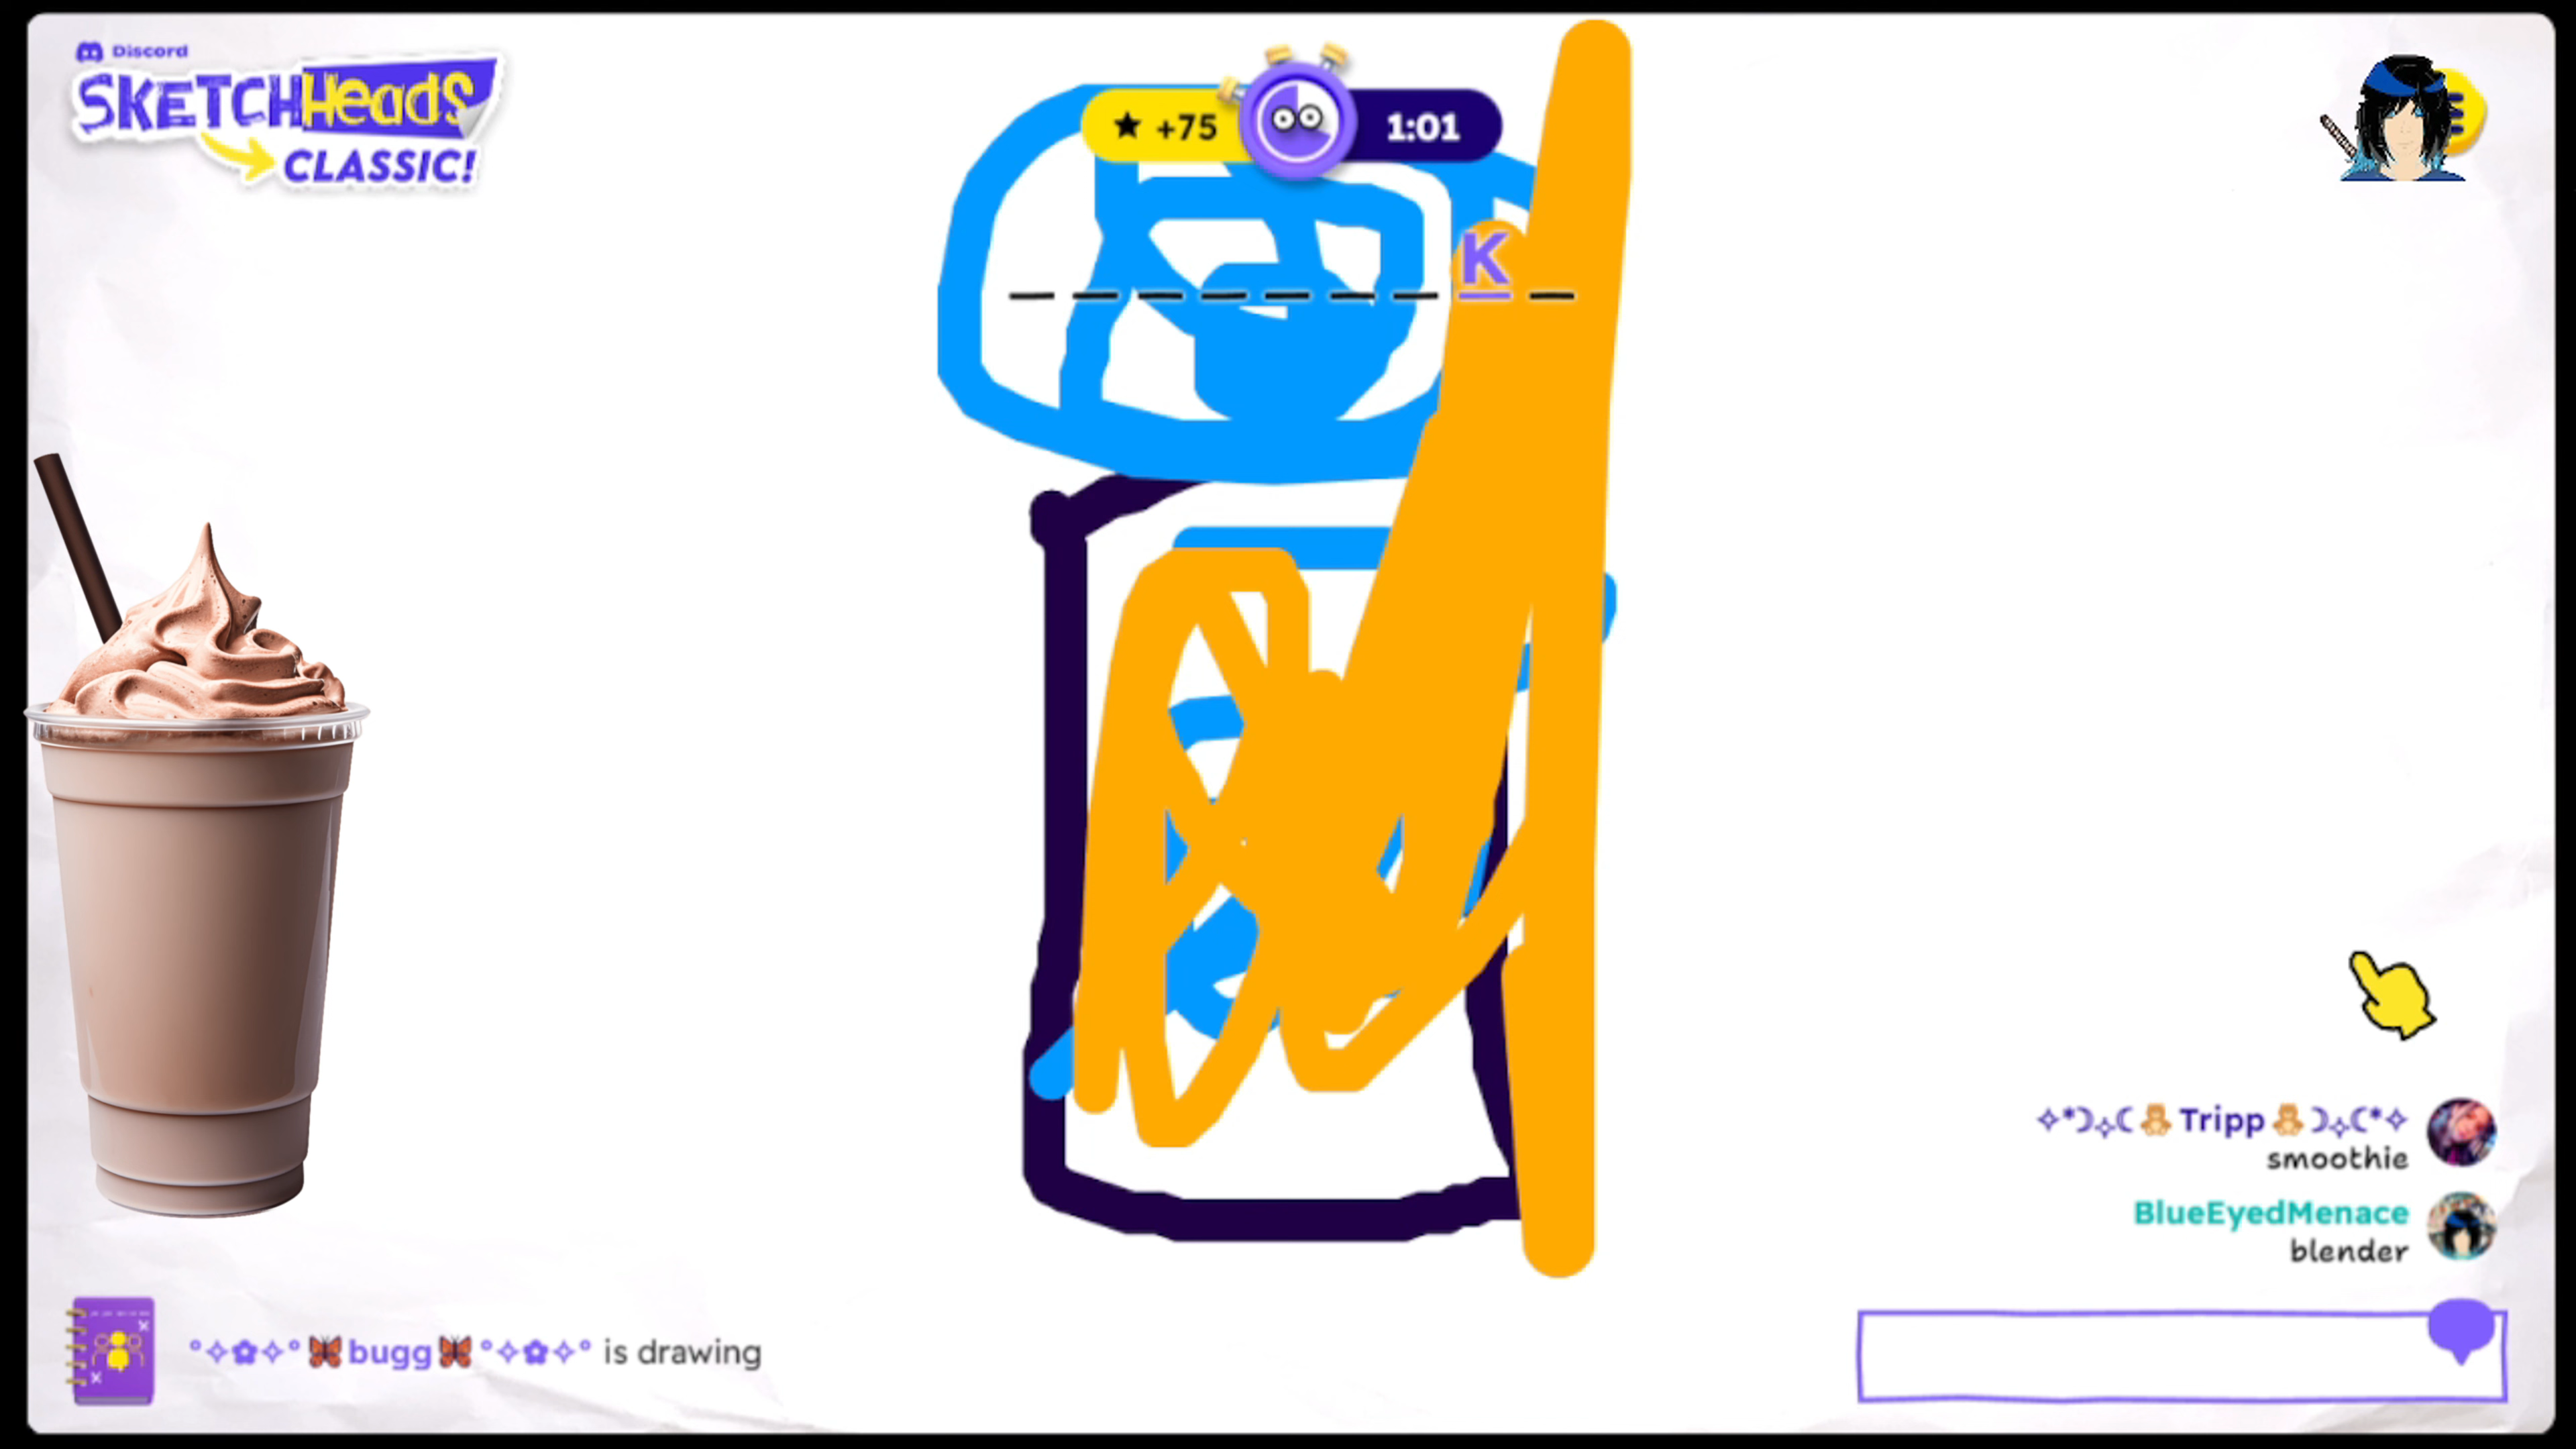 Discord
SKETCHHeadS
CLASSIC!
+75
1:01
_ _ _ _ _ _ _ K _
✧*☽˖☾🧸Tripp🧸☽˖☾*✧
smoothie
BlueEyedMenace
blender
°✧✿✧°🦋bugg🦋°✧✿✧° is drawing